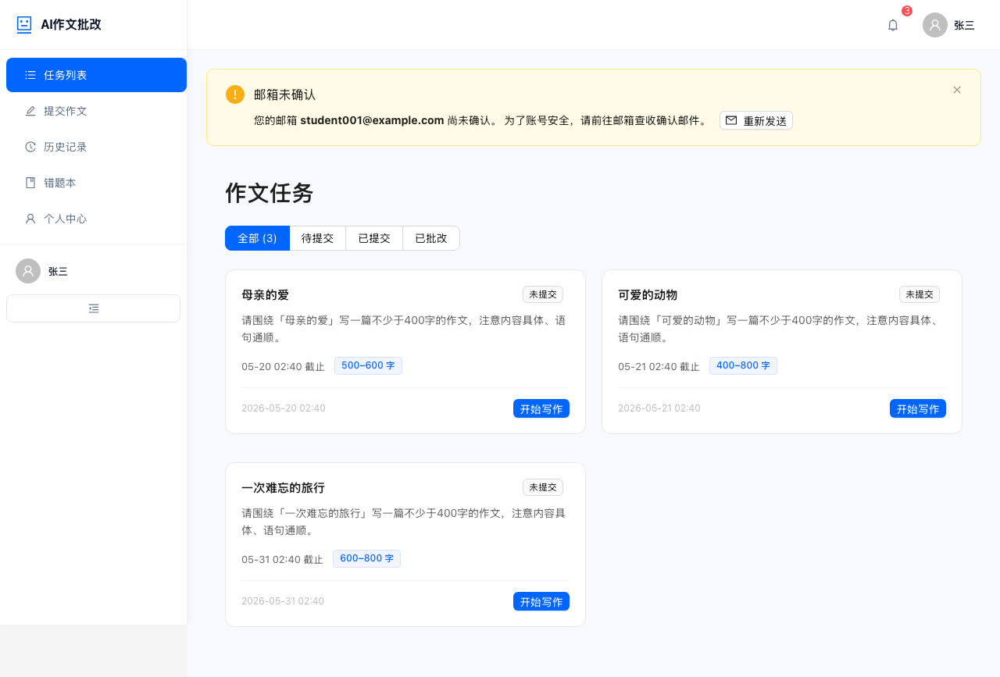 AI作文批改
3
张三
任务列表
提交作文
历史记录
错题本
个人中心
张三
邮箱未确认
您的邮箱 student001@example.com 尚未确认。 为了账号安全，请前往邮箱查收确认邮件。 重新发送
作文任务
全部 (3) 待提交 已提交 已批改
母亲的爱 未提交
请围绕「母亲的爱」写一篇不少于400字的作文，注意内容具体、语
句通顺。
05-20 02:40 截止 500–600 字
2026-05-20 02:40 开始写作
可爱的动物 未提交
请围绕「可爱的动物」写一篇不少于400字的作文，注意内容具体、
语句通顺。
05-21 02:40 截止 400–800 字
2026-05-21 02:40 开始写作
一次难忘的旅行 未提交
请围绕「一次难忘的旅行」写一篇不少于400字的作文，注意内容具
体、语句通顺。
05-31 02:40 截止 600–800 字
2026-05-31 02:40 开始写作